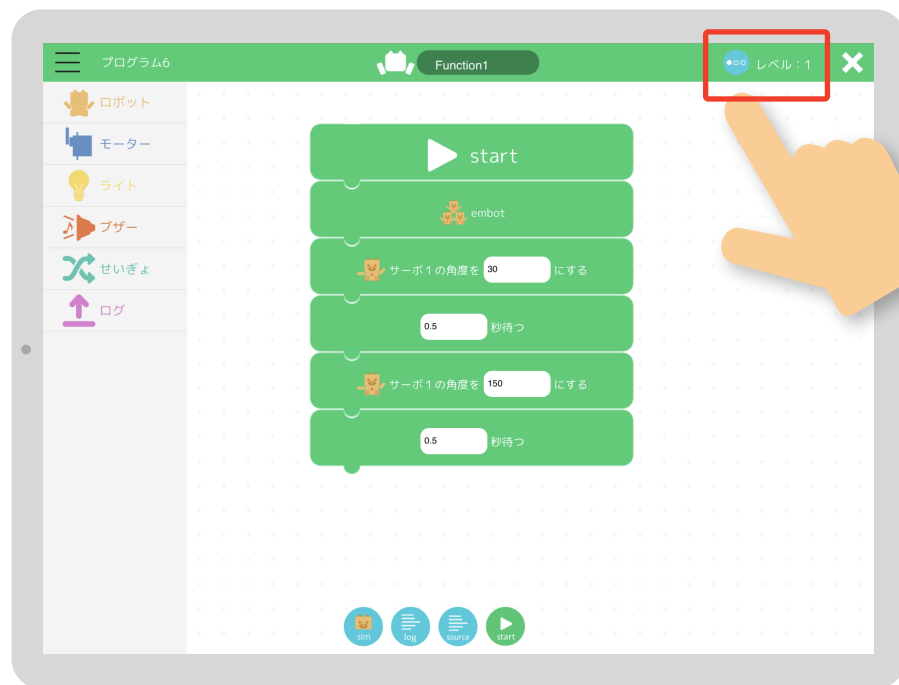 プログラム6
Function1
レベル：1
ロボット
モーター
ライト
ブザー
せいぎょ
ログ
start
embot
サーボ1の角度を 30 にする
0.5 秒待つ
サーボ1の角度を 150 にする
0.5 秒待つ
sim
log
source
start